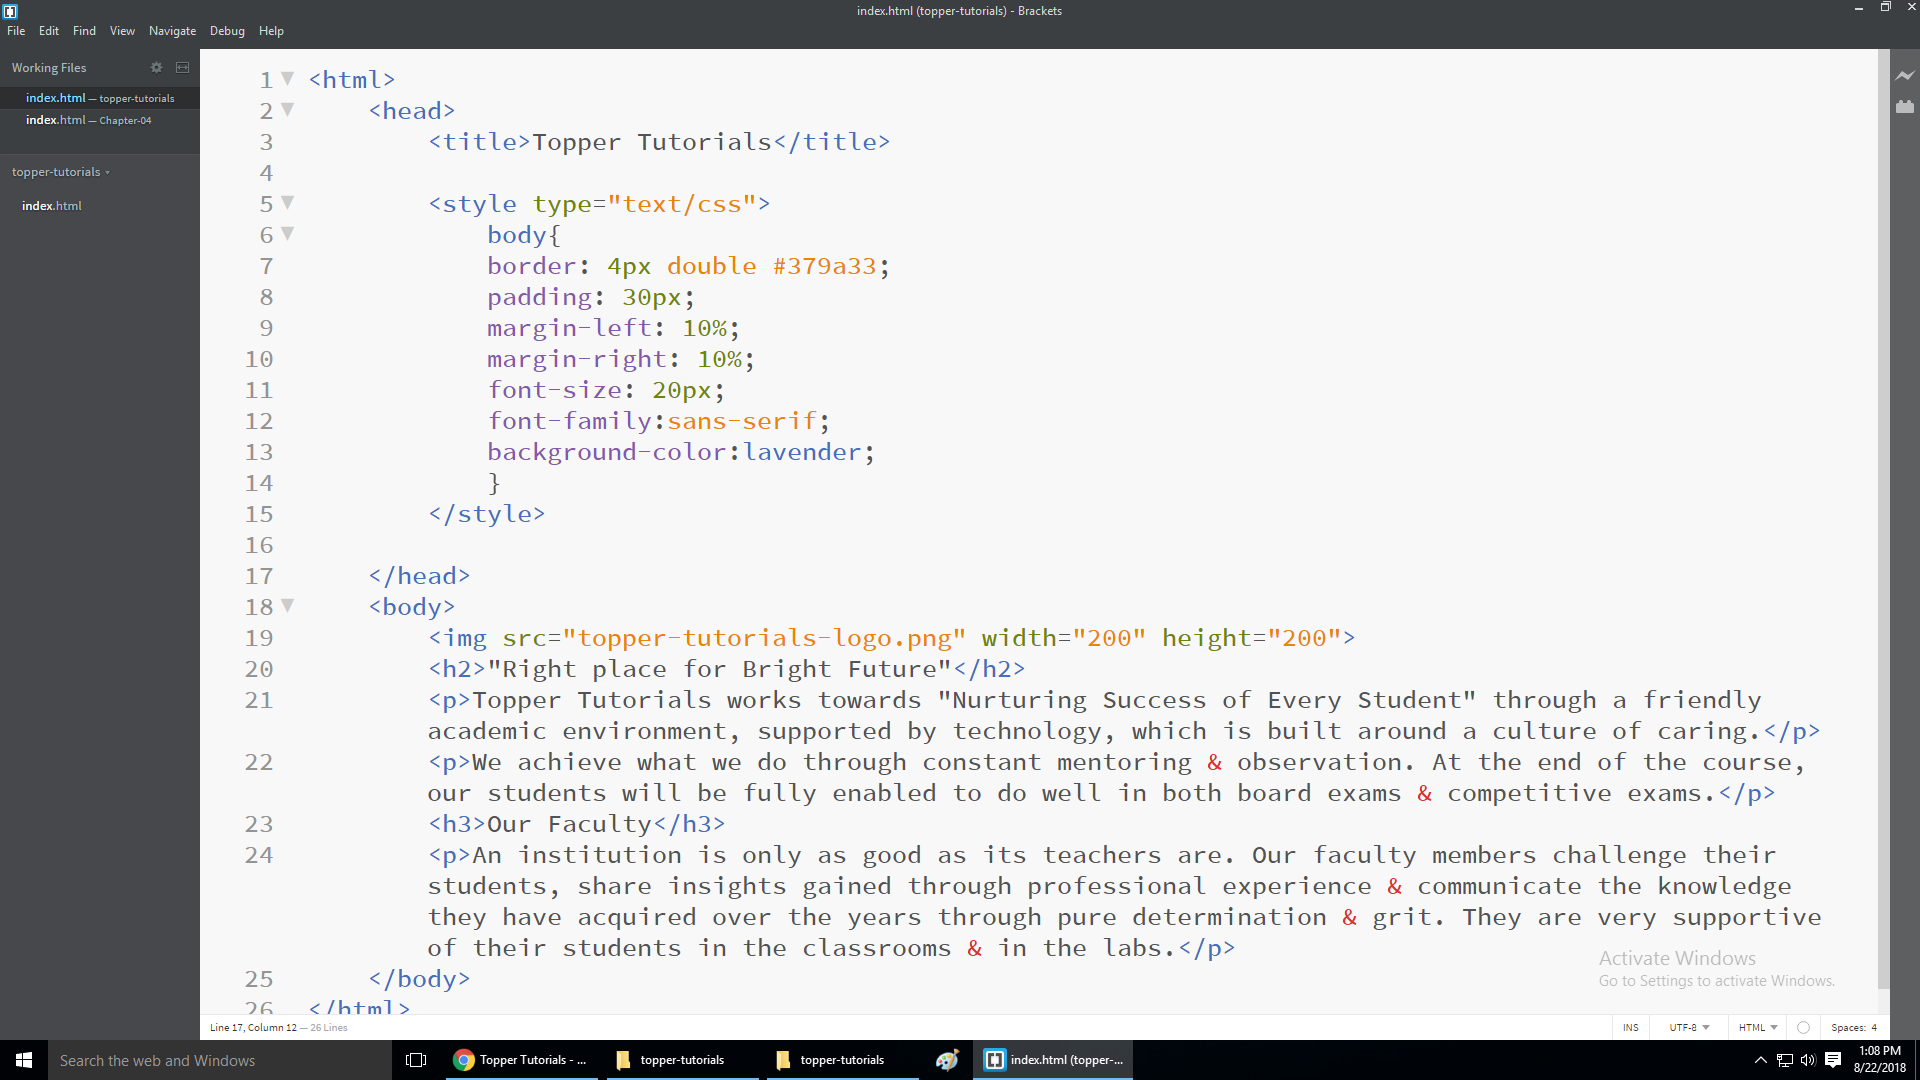 index.html (topper-tutorials) - Brackets
File Edit Find View Navigate Debug Help
Working Files
index.html — topper-tutorials
index.html — Chapter-04
topper-tutorials
index.html
1 <html>
2 <head>
3 <title>Topper Tutorials</title>
4
5 <style type="text/css">
6 body{
7 border: 4px double #379a33;
8 padding: 30px;
9 margin-left: 10%;
10 margin-right: 10%;
11 font-size: 20px;
12 font-family:sans-serif;
13 background-color:lavender;
14 }
15 </style>
16
17 </head>
18 <body>
19 <img src="topper-tutorials-logo.png" width="200" height="200">
20 <h2>"Right place for Bright Future"</h2>
21 <p>Topper Tutorials works towards "Nurturing Success of Every Student" through a friendly
academic environment, supported by technology, which is built around a culture of caring.</p>
22 <p>We achieve what we do through constant mentoring & observation. At the end of the course,
our students will be fully enabled to do well in both board exams & competitive exams.</p>
23 <h3>Our Faculty</h3>
24 <p>An institution is only as good as its teachers are. Our faculty members challenge their
students, share insights gained through professional experience & communicate the knowledge
they have acquired over the years through pure determination & grit. They are very supportive
of their students in the classrooms & in the labs.</p>
25 </body>
26 </html>
Activate Windows
Go to Settings to activate Windows.
Line 17, Column 12 — 26 Lines
INS UTF-8 HTML Spaces: 4
Search the web and Windows
Topper Tutorials - ...
topper-tutorials
topper-tutorials
index.html (topper-...
1:08 PM
8/22/2018